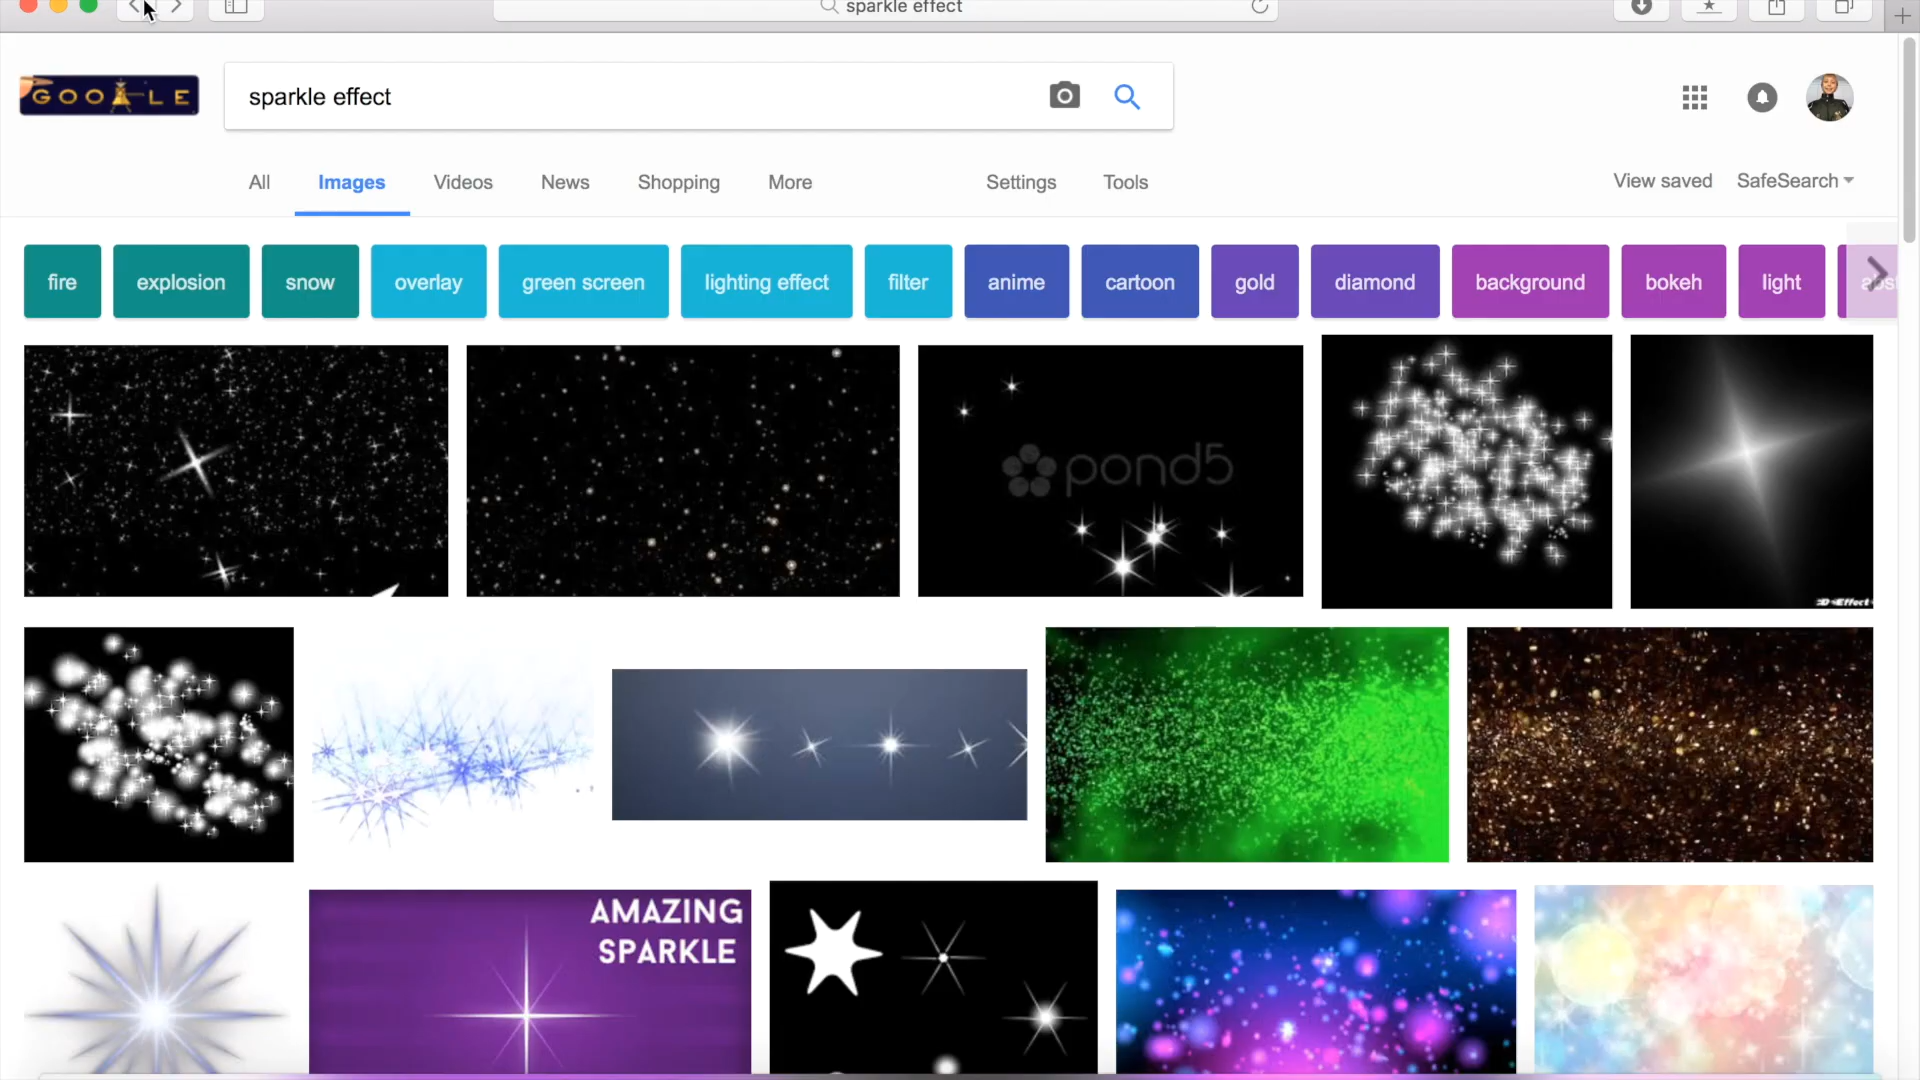 sparkle effect
GOOGLE
sparkle effect
All Images Videos News Shopping More Settings Tools View saved SafeSearch
fire explosion snow overlay green screen lighting effect filter anime cartoon gold diamond background bokeh light
pond5
Effect
AMAZING
SPARKLE